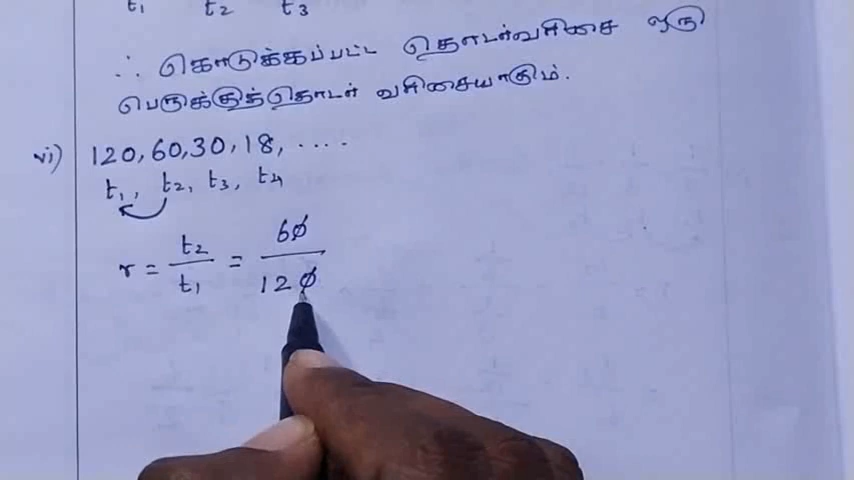 t₁ t₂ t₃
∴ கொடுக்கப்பட்ட தொடர்வரிசை ஒரு
பெருக்குத்தொடர் வரிசையாகும்.
vi) 120, 60, 30, 18, ....
t₁, t₂, t₃, t₄
r = t₂/t₁ = 60/120